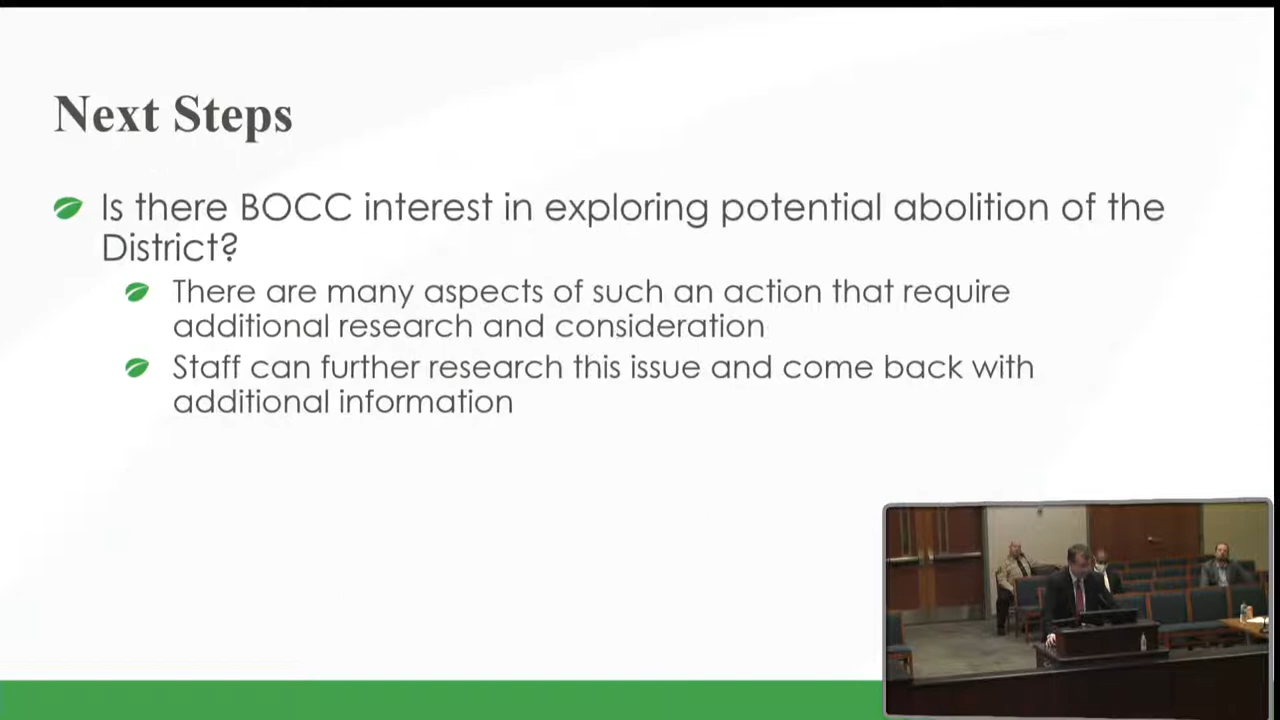 Next Steps
Is there BOCC interest in exploring potential abolition of the
District?
There are many aspects of such an action that require
additional research and consideration
Staff can further research this issue and come back with
additional information